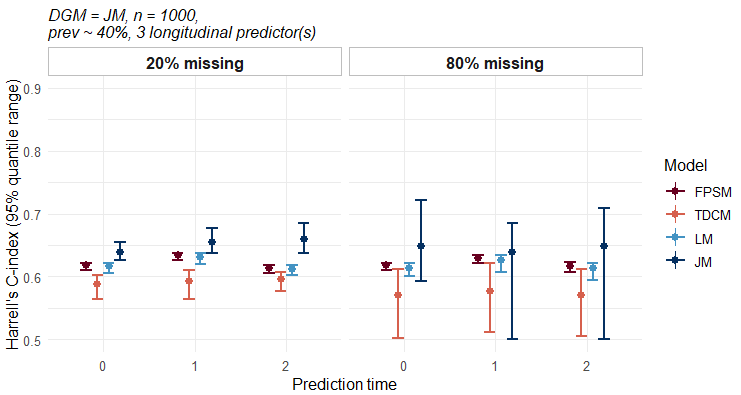 DGM = JM, n = 1000,
prev ~ 40%, 3 longitudinal predictor(s)
20% missing
80% missing
Harrell's C-index (95% quantile range)
0.9
0.8
0.7
0.6
0.5
0
1
2
0
1
2
Prediction time
Model
FPSM
TDCM
LM
JM